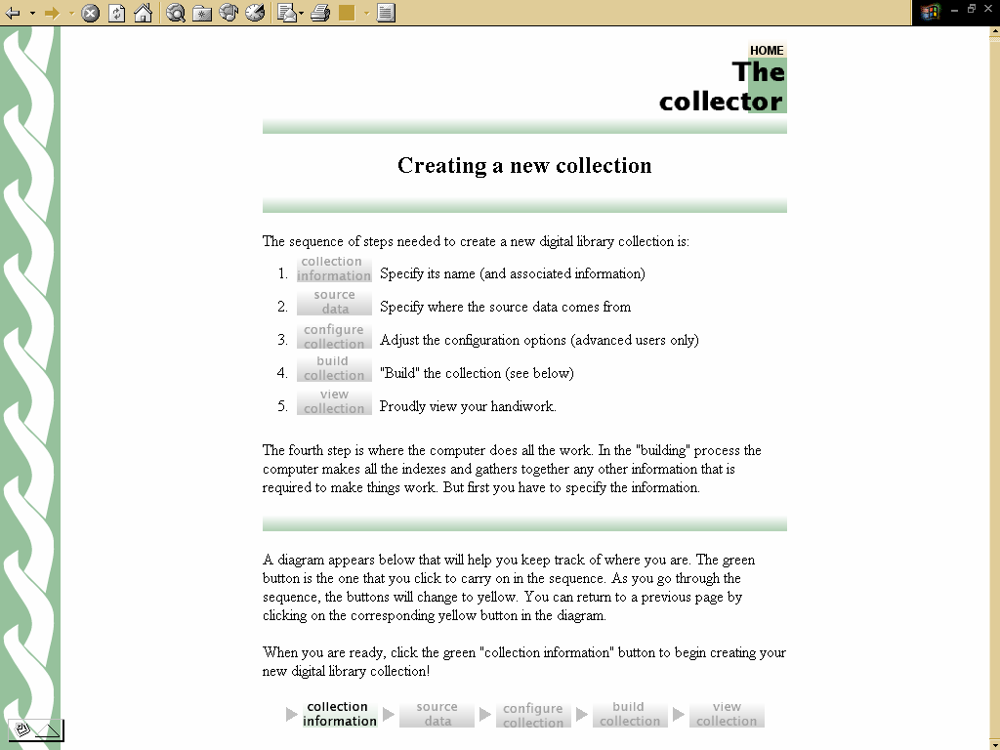 HOME
The
collector
Creating a new collection
The sequence of steps needed to create a new digital library collection is:
1. collection information Specify its name (and associated information)
2. source data Specify where the source data comes from
3. configure collection Adjust the configuration options (advanced users only)
4. build collection "Build" the collection (see below)
5. view collection Proudly view your handiwork.
The fourth step is where the computer does all the work. In the "building" process the
computer makes all the indexes and gathers together any other information that is
required to make things work. But first you have to specify the information.
A diagram appears below that will help you keep track of where you are. The green
button is the one that you click to carry on in the sequence. As you go through the
sequence, the buttons will change to yellow. You can return to a previous page by
clicking on the corresponding yellow button in the diagram.
When you are ready, click the green "collection information" button to begin creating your
new digital library collection!
collection information source data configure collection build collection view collection